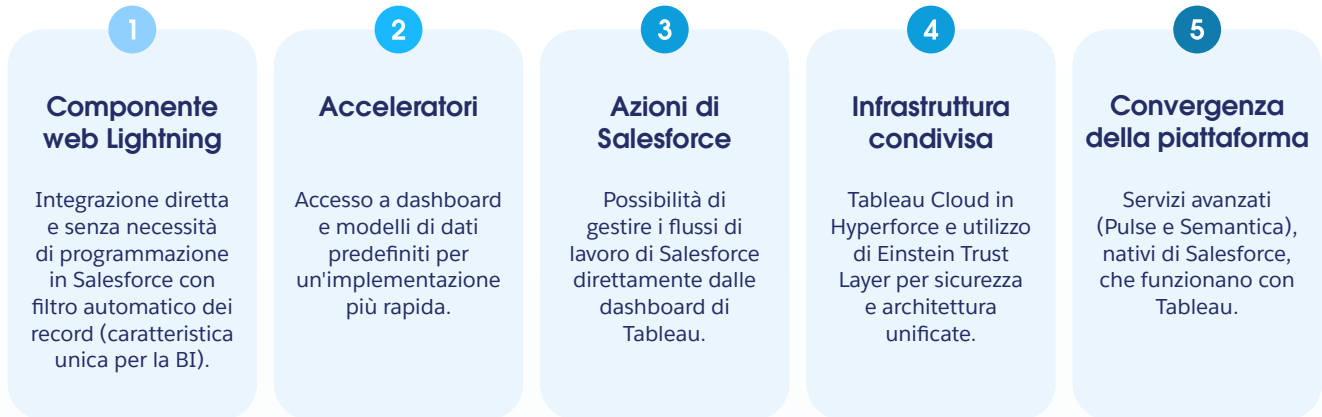 1
Componente
web Lightning
Integrazione diretta
e senza necessità
di programmazione
in Salesforce con
filtro automatico dei
record (caratteristica
unica per la BI).
2
Acceleratori
Accesso a dashboard
e modelli di dati
predefiniti per
un'implementazione
più rapida.
3
Azioni di
Salesforce
Possibilità di
gestire i flussi di
lavoro di Salesforce
direttamente dalle
dashboard di
Tableau.
4
Infrastruttura
condivisa
Tableau Cloud in
Hyperforce e utilizzo
di Einstein Trust
Layer per sicurezza
e architettura
unificate.
5
Convergenza
della piattaforma
Servizi avanzati
(Pulse e Semantica),
nativi di Salesforce,
che funzionano con
Tableau.